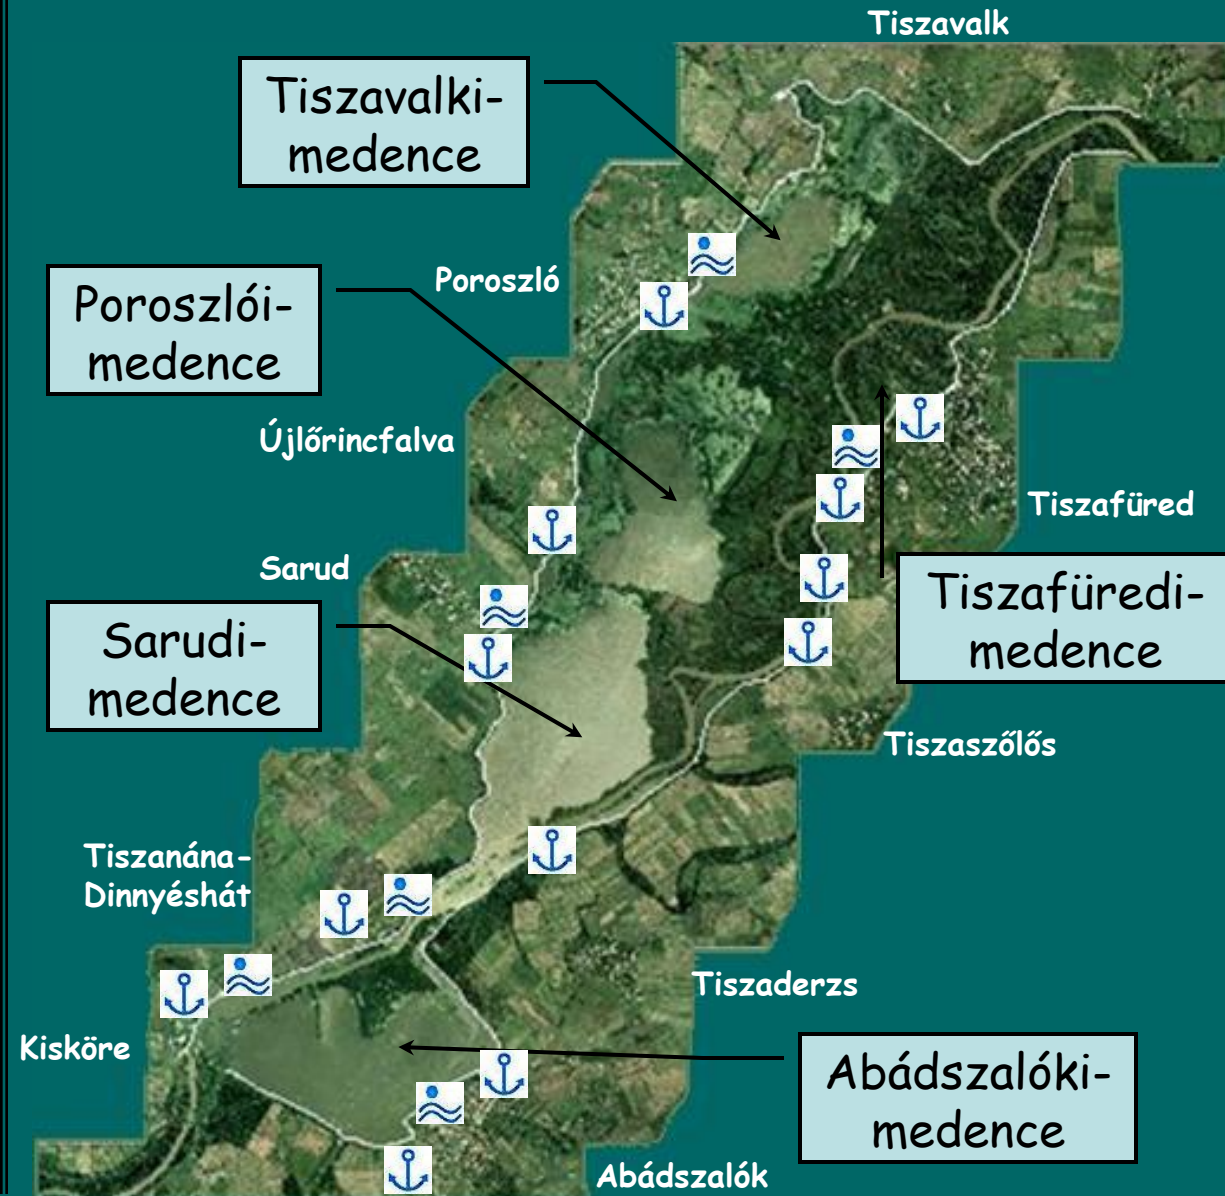 Tiszavalk
Tiszavalki-
medence
Poroszló
Poroszlói-
medence
Újlőrincfalva
Tiszafüred
Sarud
Tiszafüredi-
medence
Sarudi-
medence
Tiszaszőlős
Tiszanána-
Dinnyéshát
Tiszaderzs
Kisköre
Abádszalóki-
medence
Abádszalók